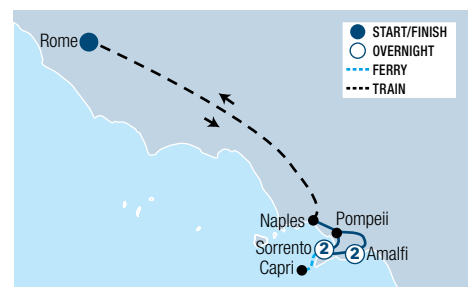 Rome
START/FINISH
OVERNIGHT
FERRY
TRAIN
Naples
Pompeii
Sorrento 2 2 Amalfi
Capri